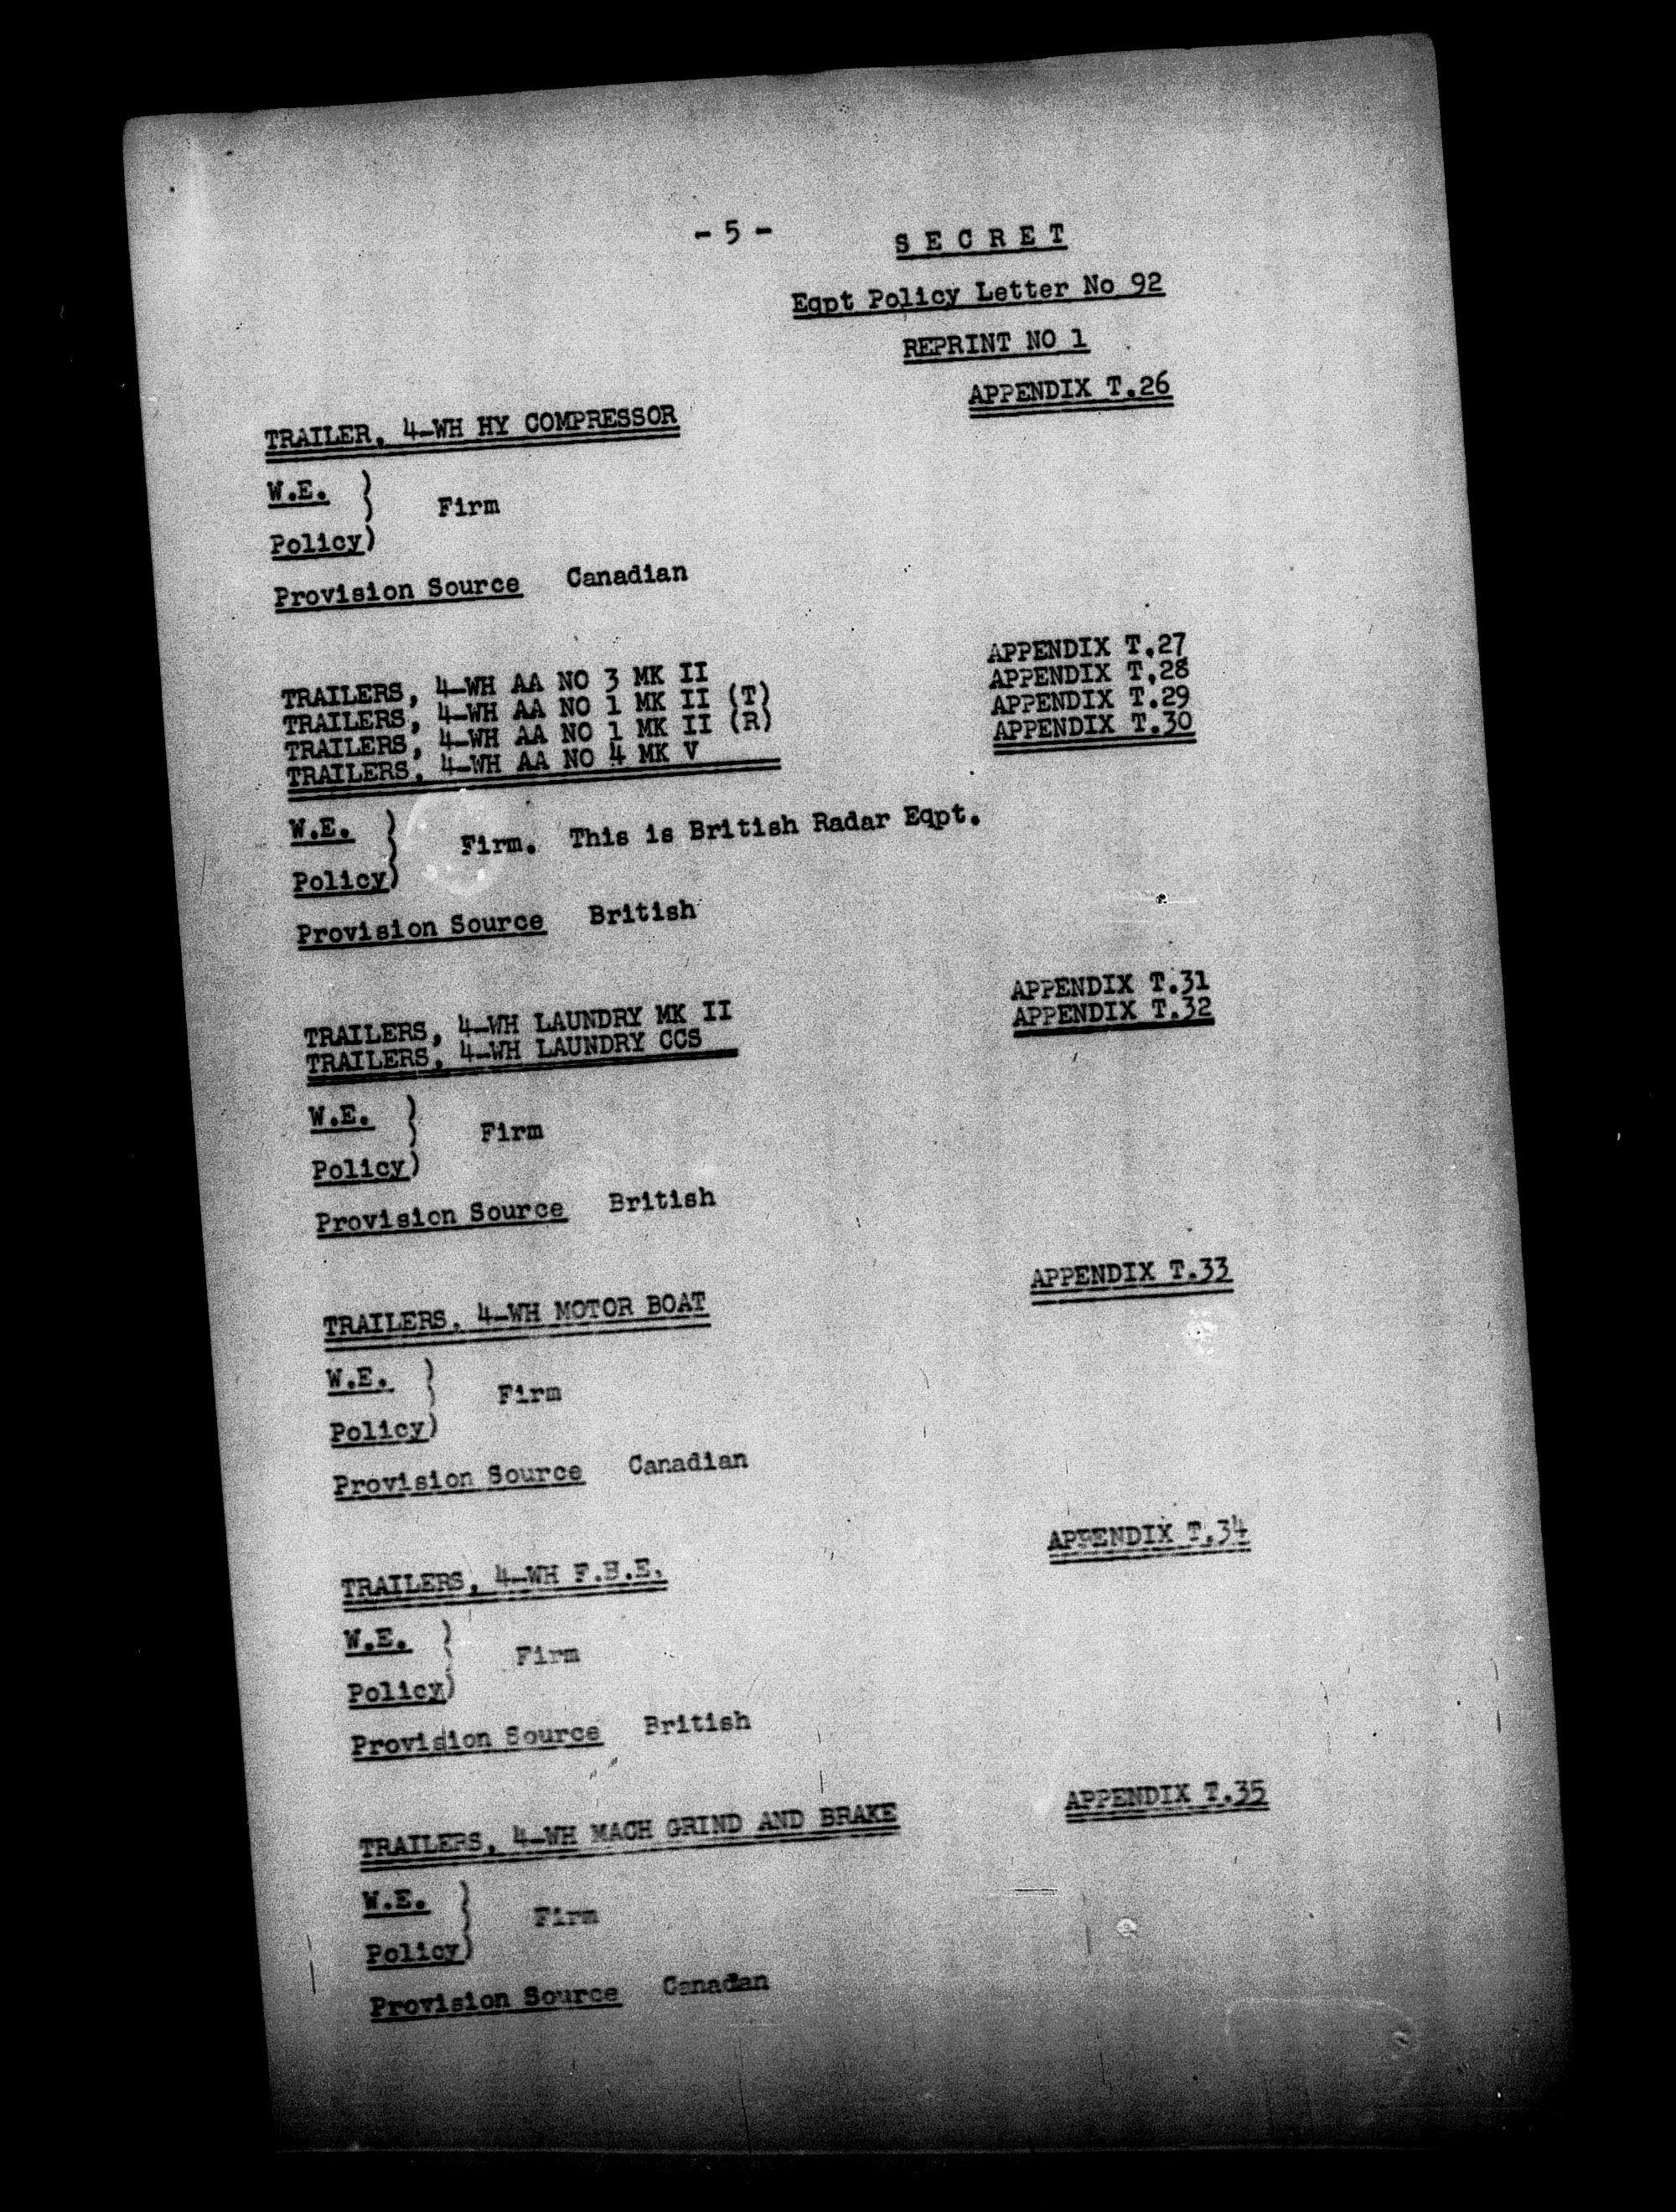 - 5 -
S E C R E T
Eqpt Policy Letter No 92
REPRINT NO 1
APPENDIX T.26
TRAILER, 4-WH HY COMPRESSOR
W.E. )
) Firm
Policy)
Provision Source Canadian
TRAILERS, 4-WH AA NO 3 MK II APPENDIX T.27
TRAILERS, 4-WH AA NO 1 MK II (T) APPENDIX T.28
TRAILERS, 4-WH AA NO 1 MK II (R) APPENDIX T.29
TRAILERS, 4-WH AA NO 4 MK V APPENDIX T.30
W.E. )
) Firm. This is British Radar Eqpt.
Policy)
Provision Source British
TRAILERS, 4-WH LAUNDRY MK II APPENDIX T.31
TRAILERS, 4-WH LAUNDRY CCS APPENDIX T.32
W.E. )
) Firm
Policy)
Provision Source British
TRAILERS, 4-WH MOTOR BOAT APPENDIX T.33
W.E. )
) Firm
Policy)
Provision Source Canadian
TRAILERS, 4-WH F.B.E. APPENDIX T.34
W.E. )
) Firm
Policy)
Provision Source British
TRAILERS, 4-WH MACH GRIND AND BRAKE APPENDIX T.35
W.E. )
) Firm
Policy)
Provision Source Canadian